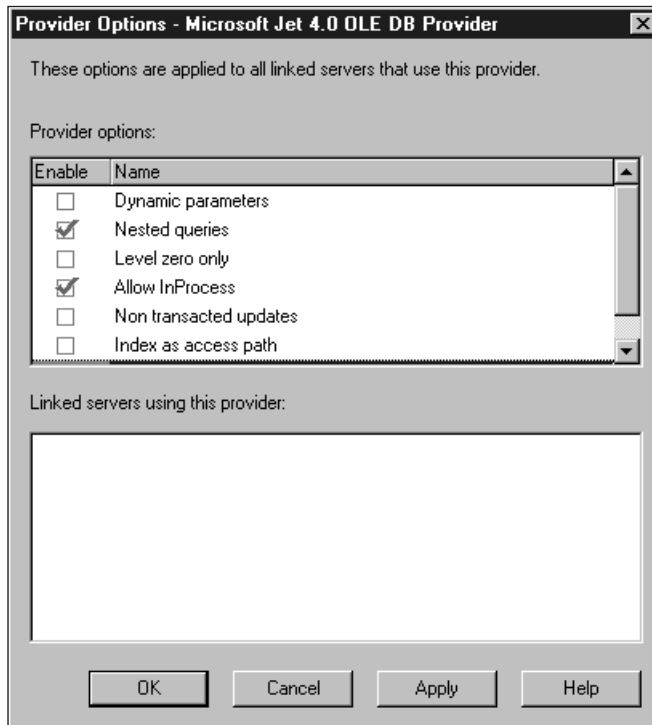 Provider Options - Microsoft Jet 4.0 OLE DB Provider
These options are applied to all linked servers that use this provider.
Provider options:
Enable Name
Dynamic parameters
Nested queries
Level zero only
Allow InProcess
Non transacted updates
Index as access path
Linked servers using this provider:
OK Cancel Apply Help